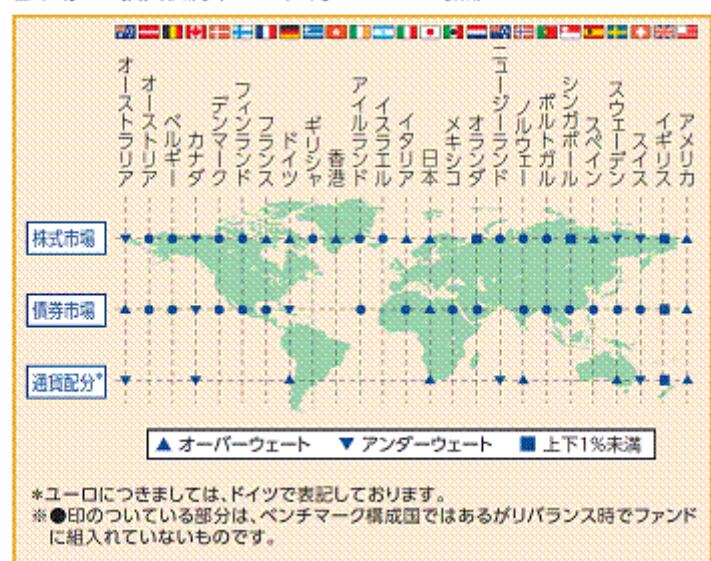 オーストラリア
オーストリア
ベルギー
カナダ
デンマーク
フィンランド
フランス
ドイツ
ギリシャ
香港
アイルランド
イスラエル
イタリア
日本
メキシコ
オランダ
ニュージーランド
ノルウェー
ポルトガル
シンガポール
スペイン
スウェーデン
スイス
イギリス
アメリカ
株式市場
債券市場
通貨配分*
▲ オーバーウェート ▼ アンダーウェート ■ 上下1%未満
*ユーロにつきましては、ドイツで表記しております。
※●印のついている部分は、ベンチマーク構成国ではあるがリバランス時でファンド
に組入れていないものです。